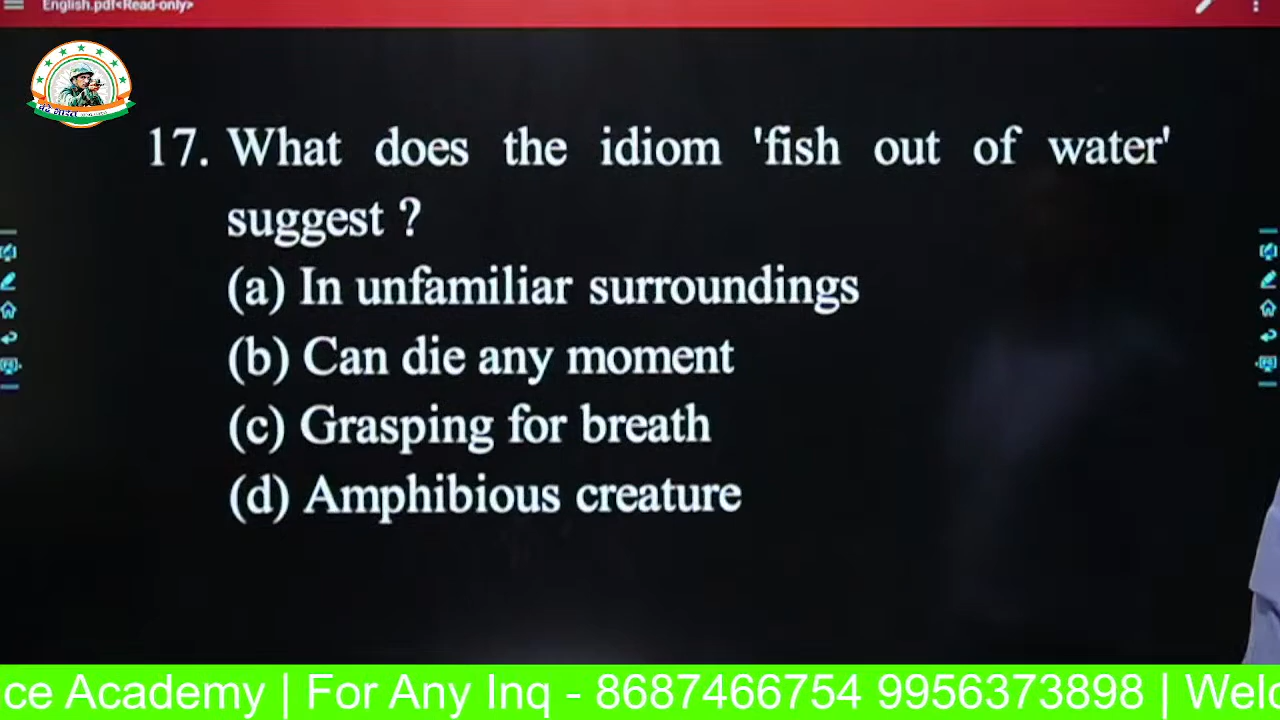 English.pdf<Read-only>
17. What does the idiom 'fish out of water'
suggest ?
(a) In unfamiliar surroundings
(b) Can die any moment
(c) Grasping for breath
(d) Amphibious creature
ce Academy | For Any Inq - 8687466754 9956373898 | Welc